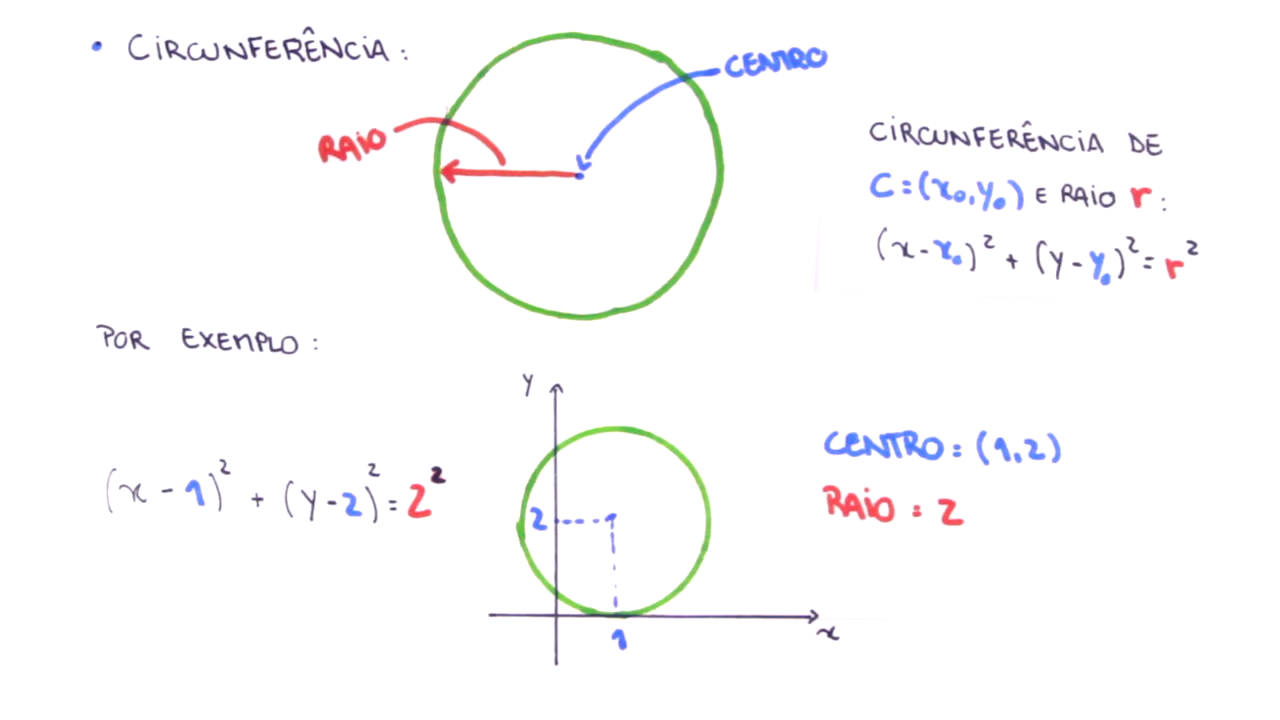 • CIRCUNFERÊNCIA:
CENTRO
RAIO
CIRCUNFERÊNCIA DE
C=(x₀,y₀) E RAIO r:
(x-x₀)² + (y-y₀)² = r²
POR EXEMPLO:
y
(x-1)² + (y-2)² = 2²
2
1
x
CENTRO = (1,2)
RAIO = 2